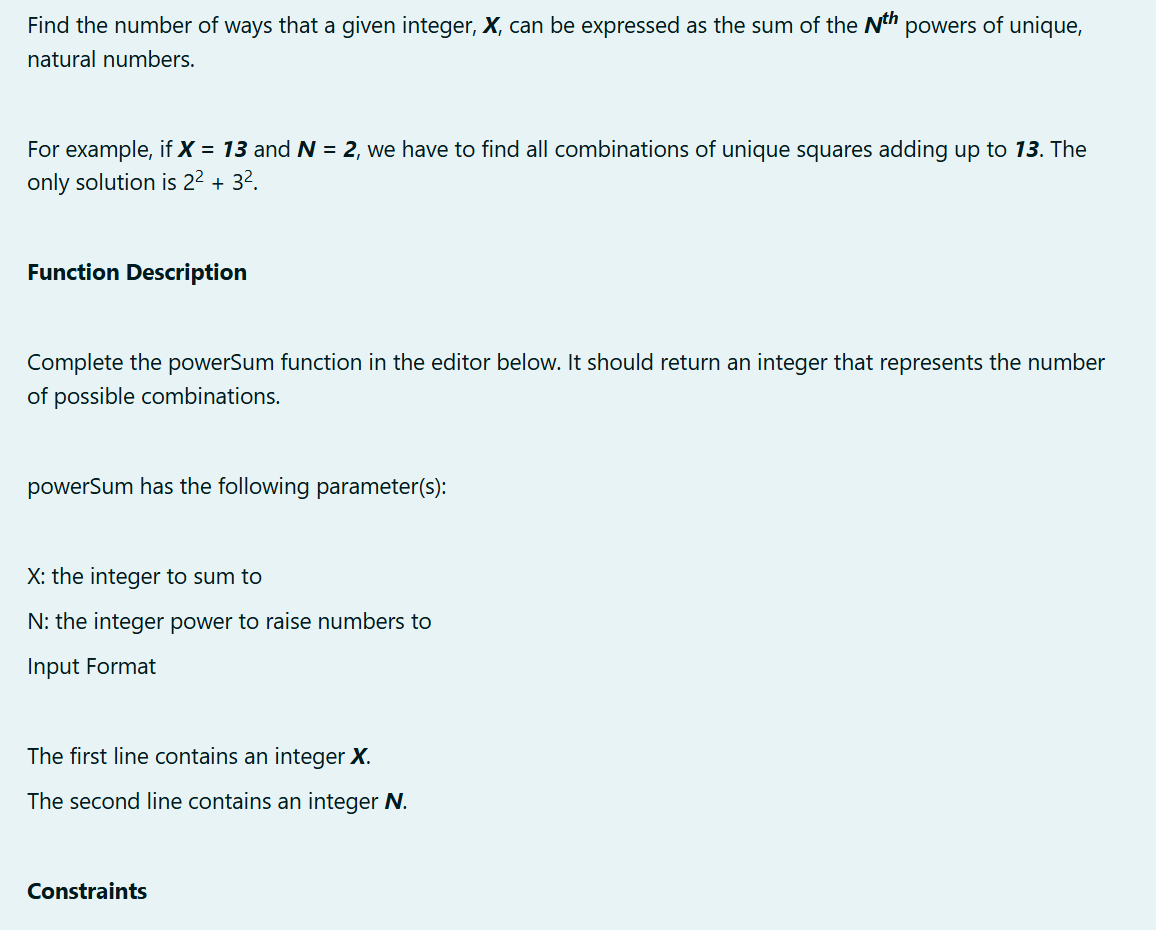 Find the number of ways that a given integer, X, can be expressed as the sum of the Nth powers of unique,
natural numbers.
For example, if X = 13 and N = 2, we have to find all combinations of unique squares adding up to 13. The
only solution is 2² + 3².
Function Description
Complete the powerSum function in the editor below. It should return an integer that represents the number
of possible combinations.
powerSum has the following parameter(s):
X: the integer to sum to
N: the integer power to raise numbers to
Input Format
The first line contains an integer X.
The second line contains an integer N.
Constraints